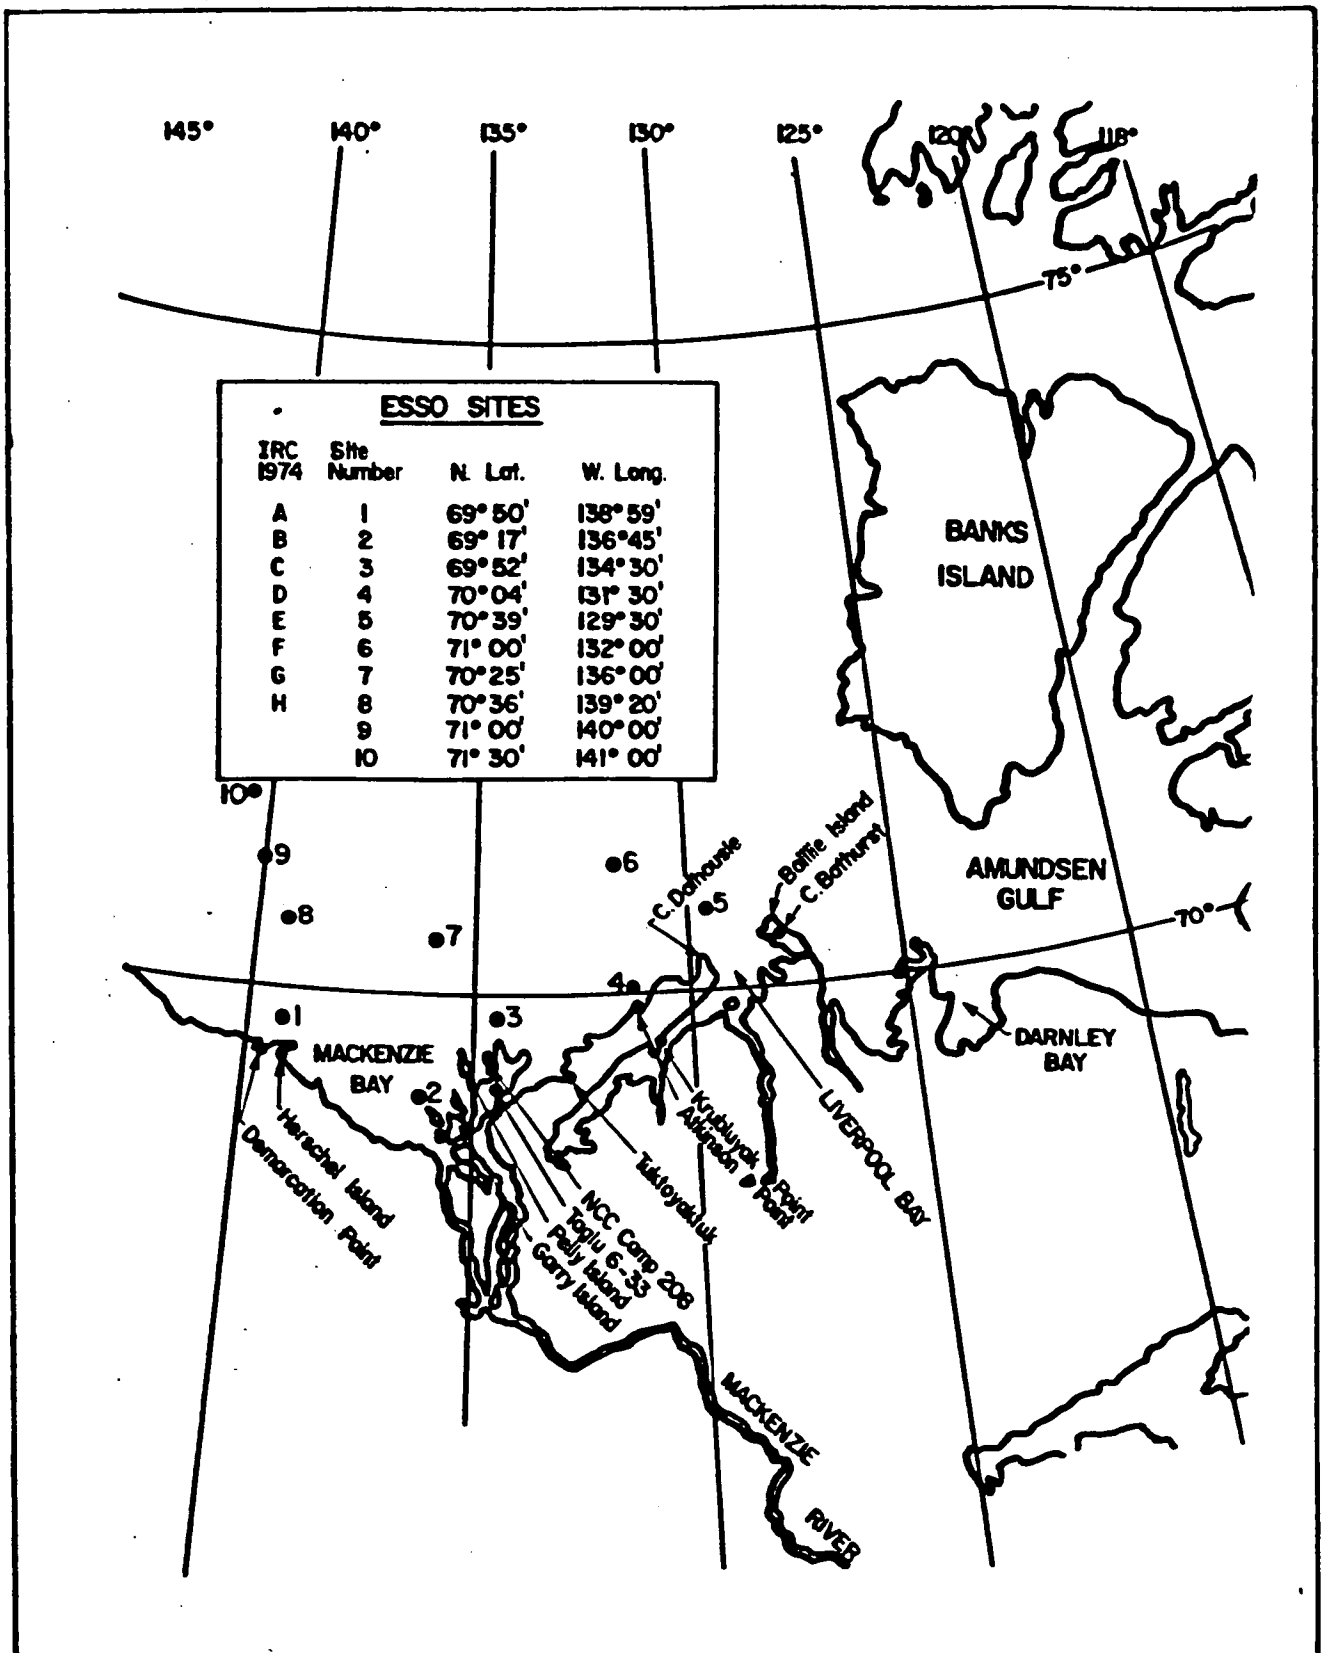 145° 140° 135° 130° 125° 120° 118°
75°
ESSO SITES
IRC 1974 Site Number N. Lat. W. Long.
A 1 69° 50' 138° 59'
B 2 69° 17' 136° 45'
C 3 69° 52' 134° 30'
D 4 70° 04' 131° 30'
E 5 70° 39' 129° 30'
F 6 71° 00' 132° 00'
G 7 70° 25' 136° 00'
H 8 70° 36' 139° 20'
9 71° 00' 140° 00'
10 71° 30' 141° 00'
BANKS
ISLAND
10
9
6
8
5
7
4
1
3
2
C. Dalhousie
Baillie Island
C. Bathurst
AMUNDSEN
GULF
70°
MACKENZIE
BAY
DARNLEY
BAY
LIVERPOOL BAY
Herschel Island
Demarcation Point
Krubluyak Point
Atkinson Point
Tuktoyaktuk
NCC Camp 208
Taglu 6-33
Pelly Island
Garry Island
MACKENZIE
RIVER